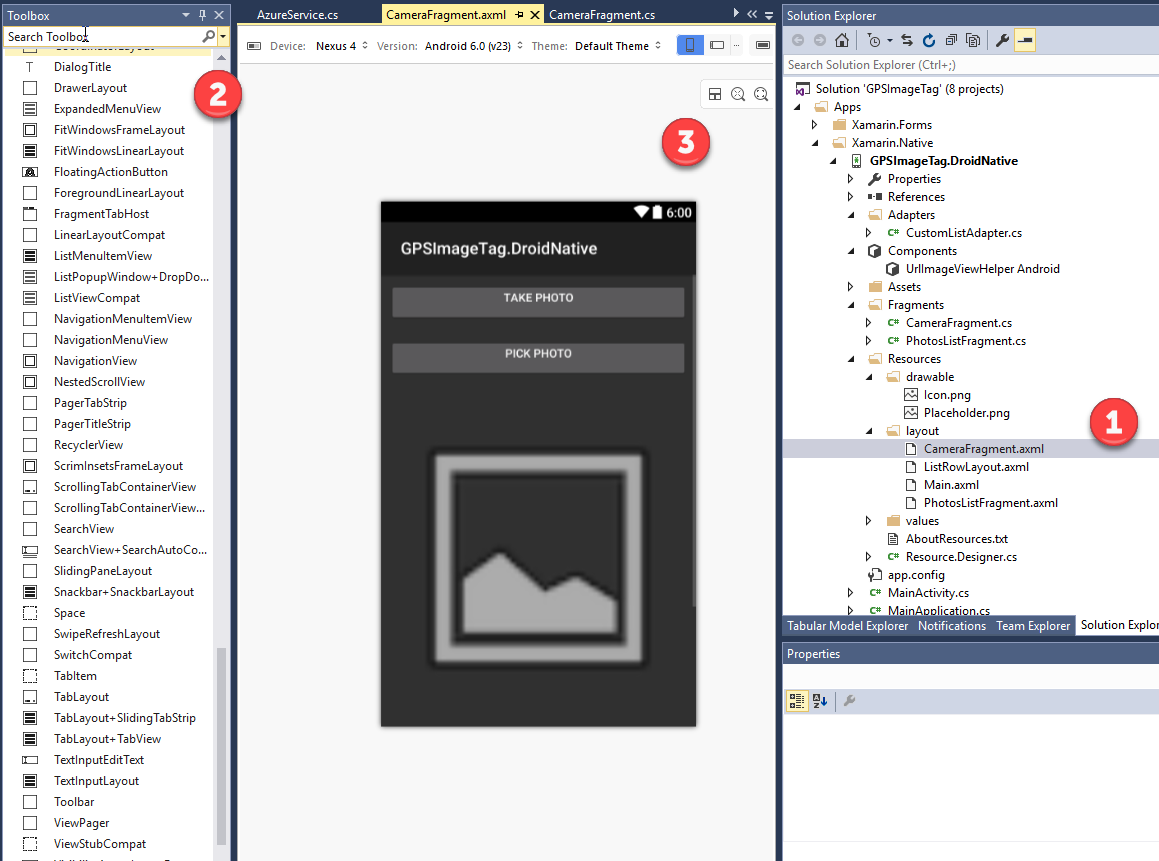 Toolbox
Search Toolbox
DialogTitle
DrawerLayout
ExpandedMenuView
FitWindowsFrameLayout
FitWindowsLinearLayout
FloatingActionButton
ForegroundLinearLayout
FragmentTabHost
LinearLayoutCompat
ListMenuItemView
ListPopupWindow+DropDo...
ListViewCompat
NavigationMenuItemView
NavigationMenuView
NavigationView
NestedScrollView
PagerTabStrip
PagerTitleStrip
RecyclerView
ScrimInsetsFrameLayout
ScrollingTabContainerView
ScrollingTabContainerView...
SearchView
SearchView+SearchAutoCo...
SlidingPaneLayout
Snackbar+SnackbarLayout
Space
SwipeRefreshLayout
SwitchCompat
TabItem
TabLayout
TabLayout+SlidingTabStrip
TabLayout+TabView
TextInputEditText
TextInputLayout
Toolbar
ViewPager
ViewStubCompat
2
AzureService.cs CameraFragment.axml CameraFragment.cs
Device: Nexus 4 Version: Android 6.0 (v23) Theme: Default Theme
3
6:00
GPSImageTag.DroidNative
TAKE PHOTO
PICK PHOTO
Solution Explorer
Search Solution Explorer (Ctrl+;)
Solution 'GPSImageTag' (8 projects)
Apps
Xamarin.Forms
Xamarin.Native
GPSImageTag.DroidNative
Properties
References
Adapters
C# CustomListAdapter.cs
Components
UrlImageViewHelper Android
Assets
Fragments
C# CameraFragment.cs
C# PhotosListFragment.cs
Resources
drawable
Icon.png
Placeholder.png
layout
1
CameraFragment.axml
ListRowLayout.axml
Main.axml
PhotosListFragment.axml
values
AboutResources.txt
C# Resource.Designer.cs
app.config
C# MainActivity.cs
C# MainApplication.cs
Tabular Model Explorer Notifications Team Explorer Solution Explor
Properties